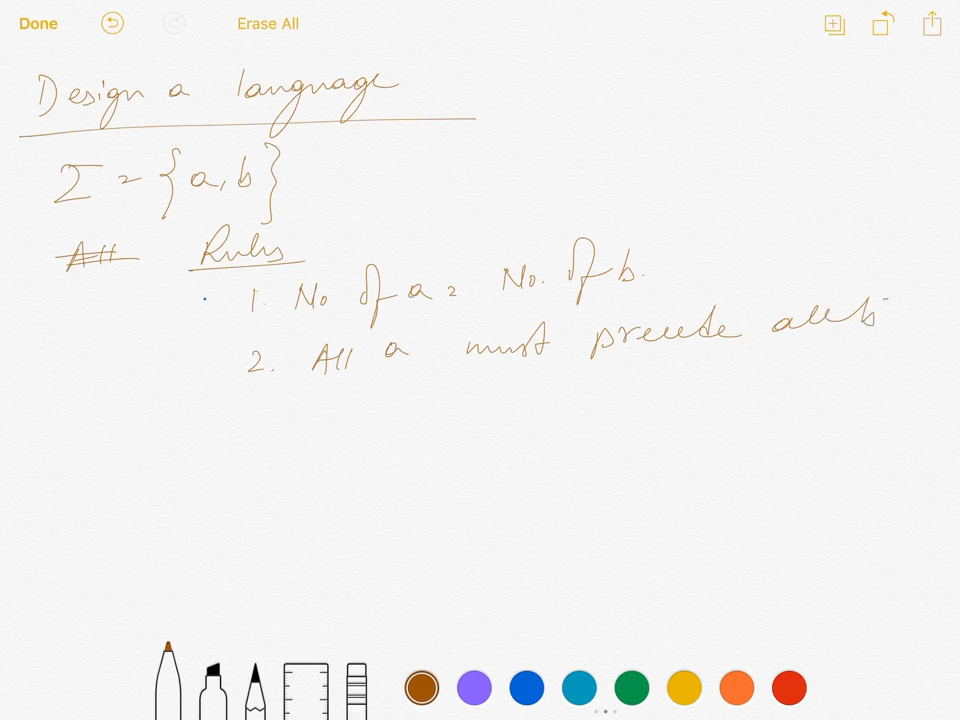 Done Erase All
Design a language
Σ = {a, b}
All Rules
1. No of a = No. of b.
2. All a must precede all b